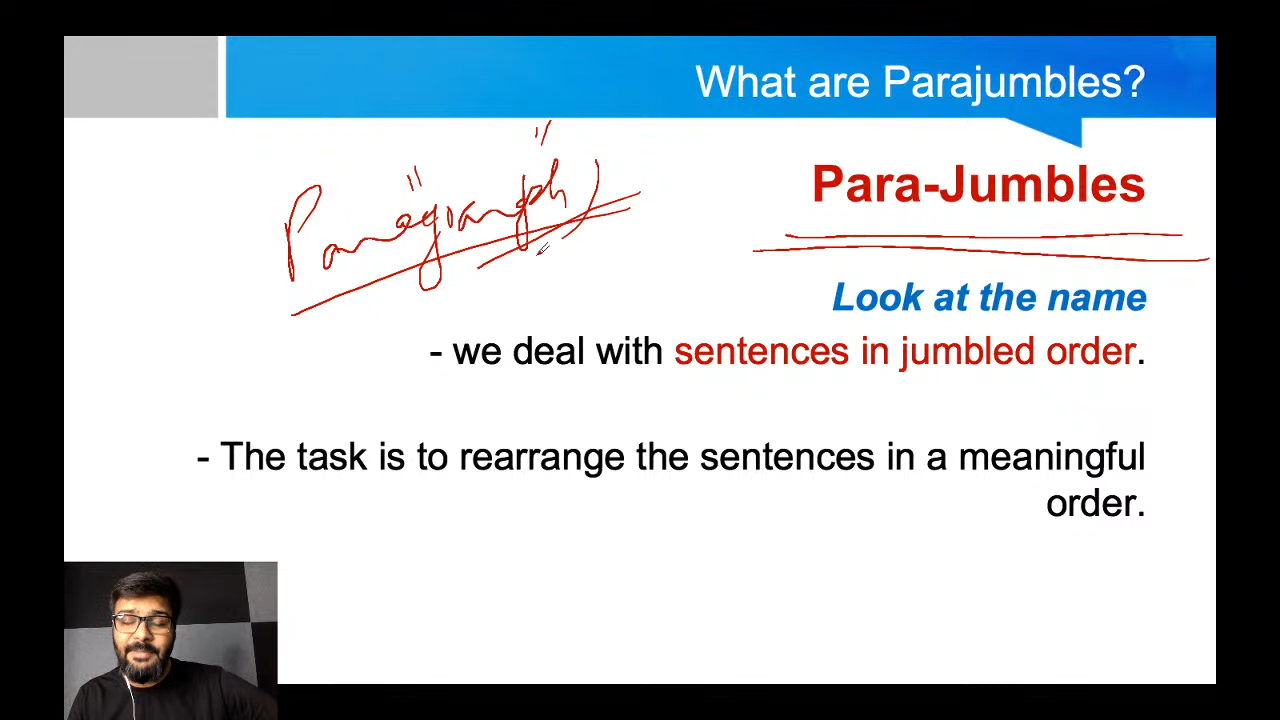 What are Parajumbles?
Paragraph
Para-Jumbles
Look at the name
- we deal with sentences in jumbled order.
- The task is to rearrange the sentences in a meaningful
order.